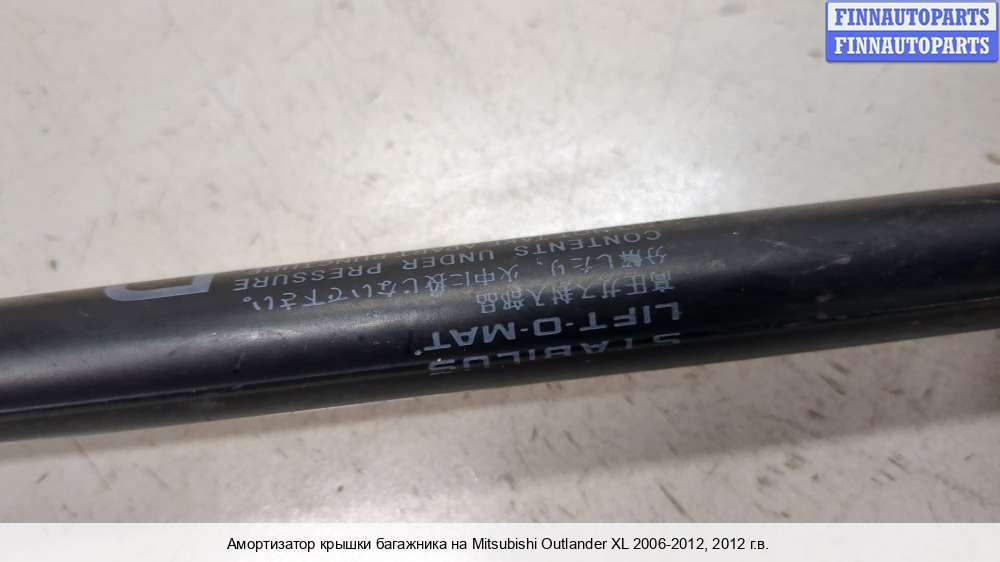 FINNAUTOPARTS
FINNAUTOPARTS
STABILUS
LIFT-O-MAT®
高圧ガス封入部品
分解したり、火中に投じないで下さい。
CONTENTS UNDER PRESSURE
D
Амортизатор крышки багажника на Mitsubishi Outlander XL 2006-2012, 2012 г.в.